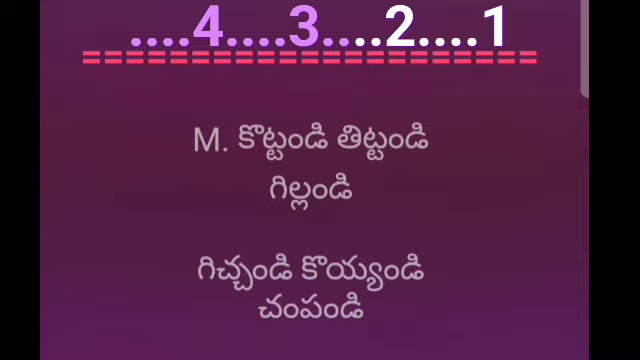 ....4....3....2....1
=====================
M. కొట్టండి తిట్టండి
గిల్లండి
గిచ్చండి కొయ్యండి
చంపండి